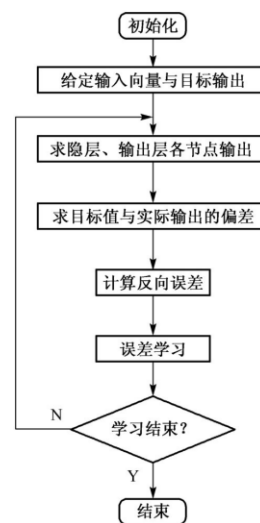 初始化
给定输入向量与目标输出
求隐层、输出层各节点输出
求目标值与实际输出的偏差
计算反向误差
误差学习
N
学习结束?
Y
结束